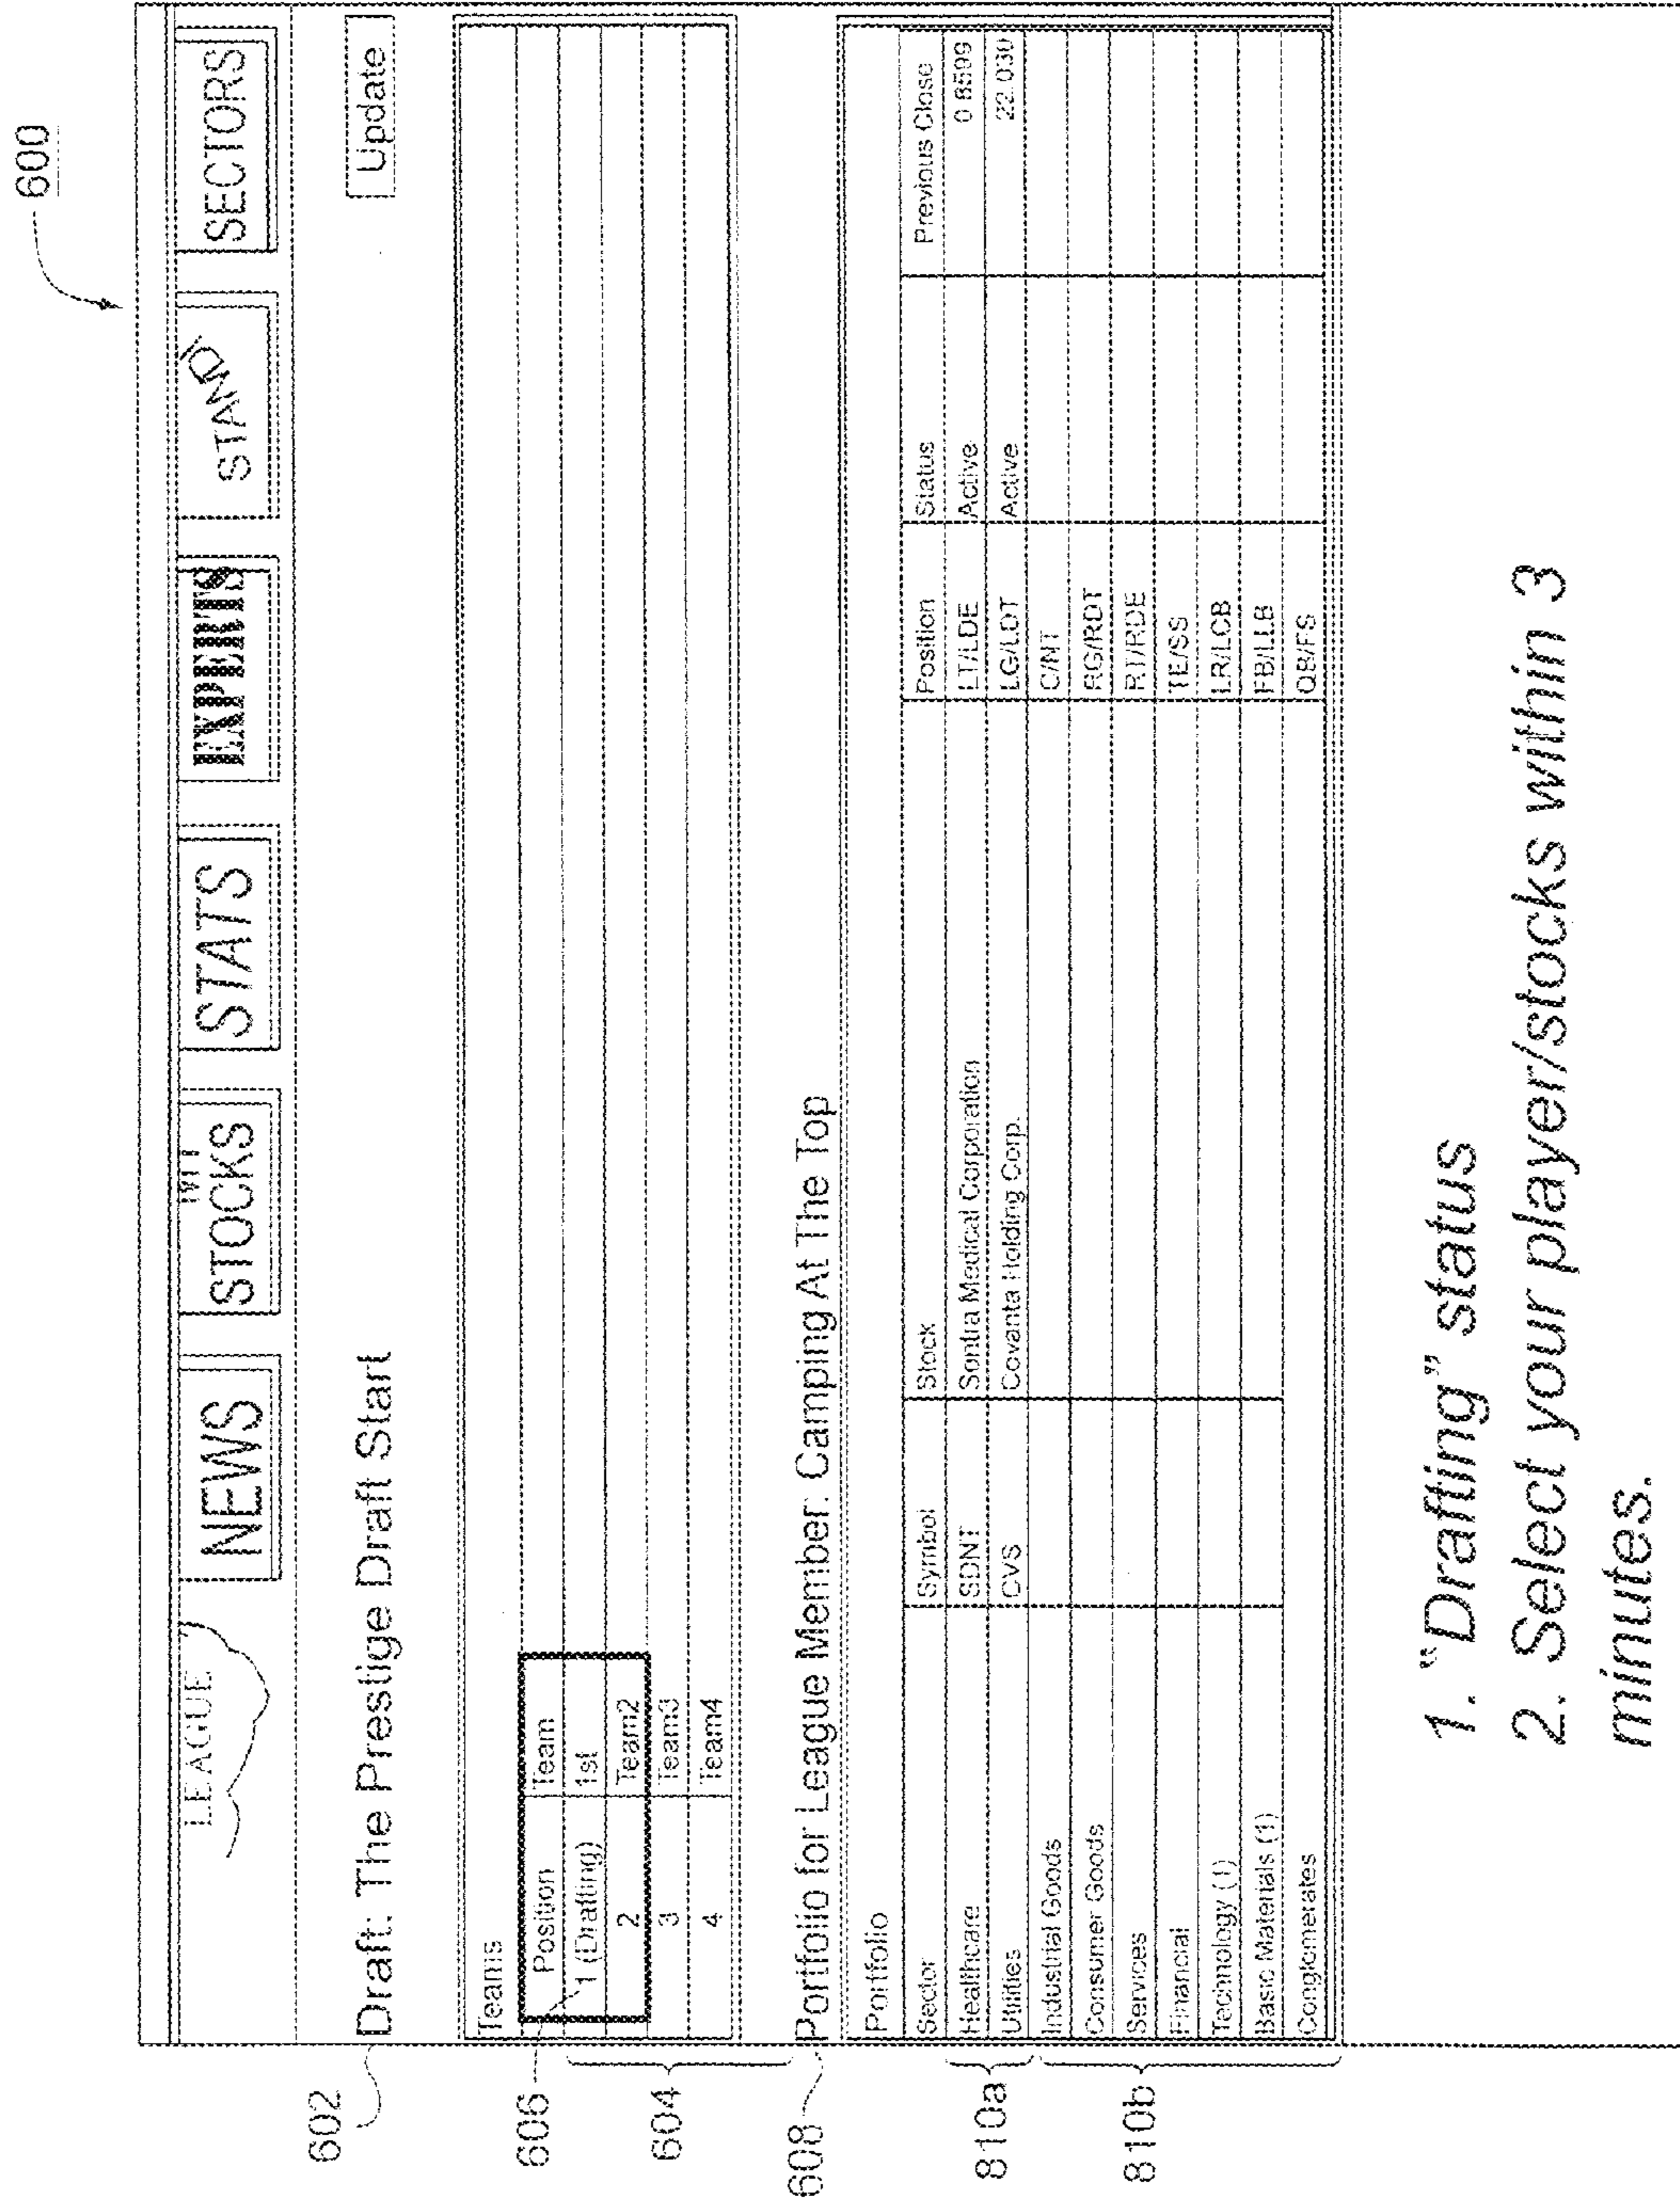 600
LEAGUE NEWS STOCKS STATS EXPERTS STAND SECTORS
602 Draft: The Prestige Draft Start Update
Teams
606 Position Team
1 (Drafting) 1st
2 Team2
604 3 Team3
4 Team4
608 Portfolio for League Member: Camping At The Top
Portfolio
Sector Symbol Stock Position Status Previous Close
810a Healthcare SDNT Sontra Medical Corporation LT/LDE Active 0.8599
Utilities CVS Covanta Holding Corp. LG/LDT Active 22.030
810b Industrial Goods C/NT
Consumer Goods RG/RDT
Services RT/RDE
Financial TE/SS
Technology (1) LR/LCB
Basic Materials (1) FB/LLB
Conglomerates QB/FS
1. "Drafting" status
2. Select your player/stocks within 3
minutes.